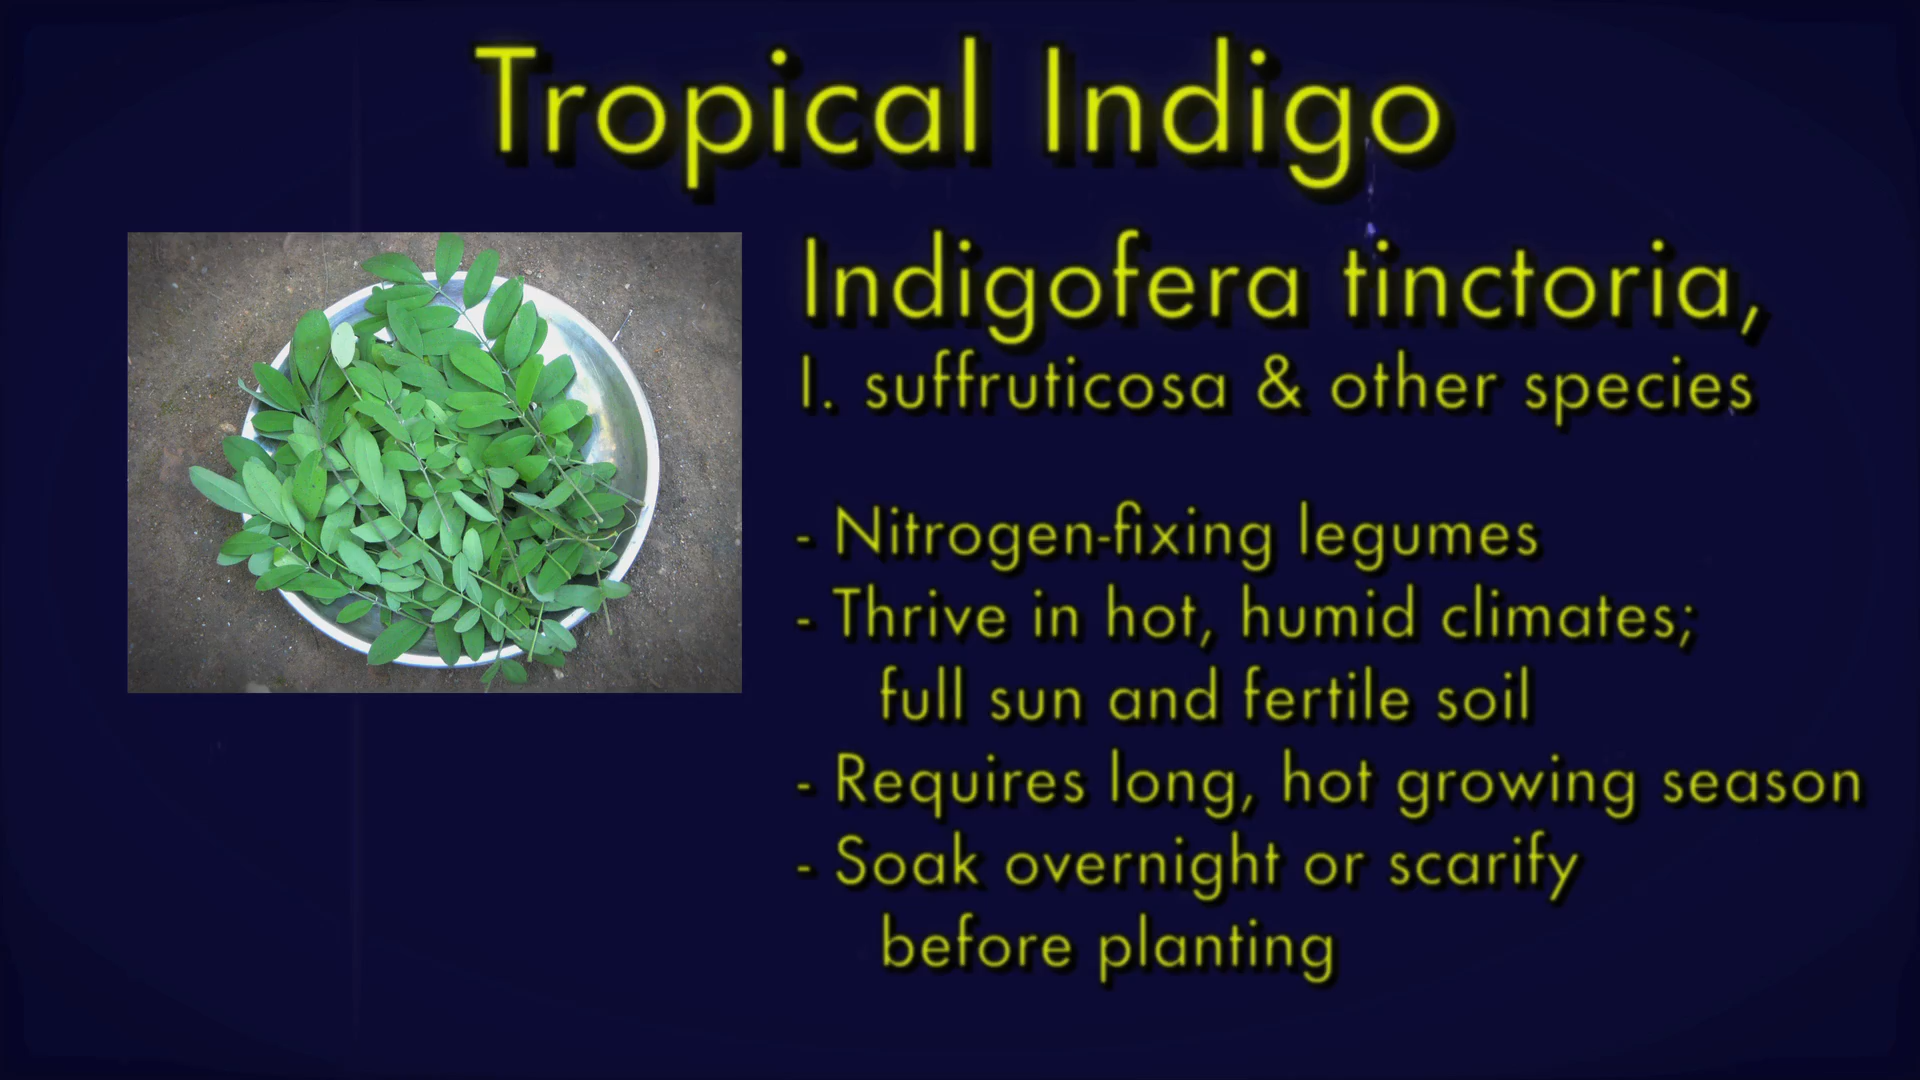 Tropical Indigo
Indigofera tinctoria,
I. suffruticosa & other species
- Nitrogen-fixing legumes
- Thrive in hot, humid climates;
full sun and fertile soil
- Requires long, hot growing season
- Soak overnight or scarify
before planting